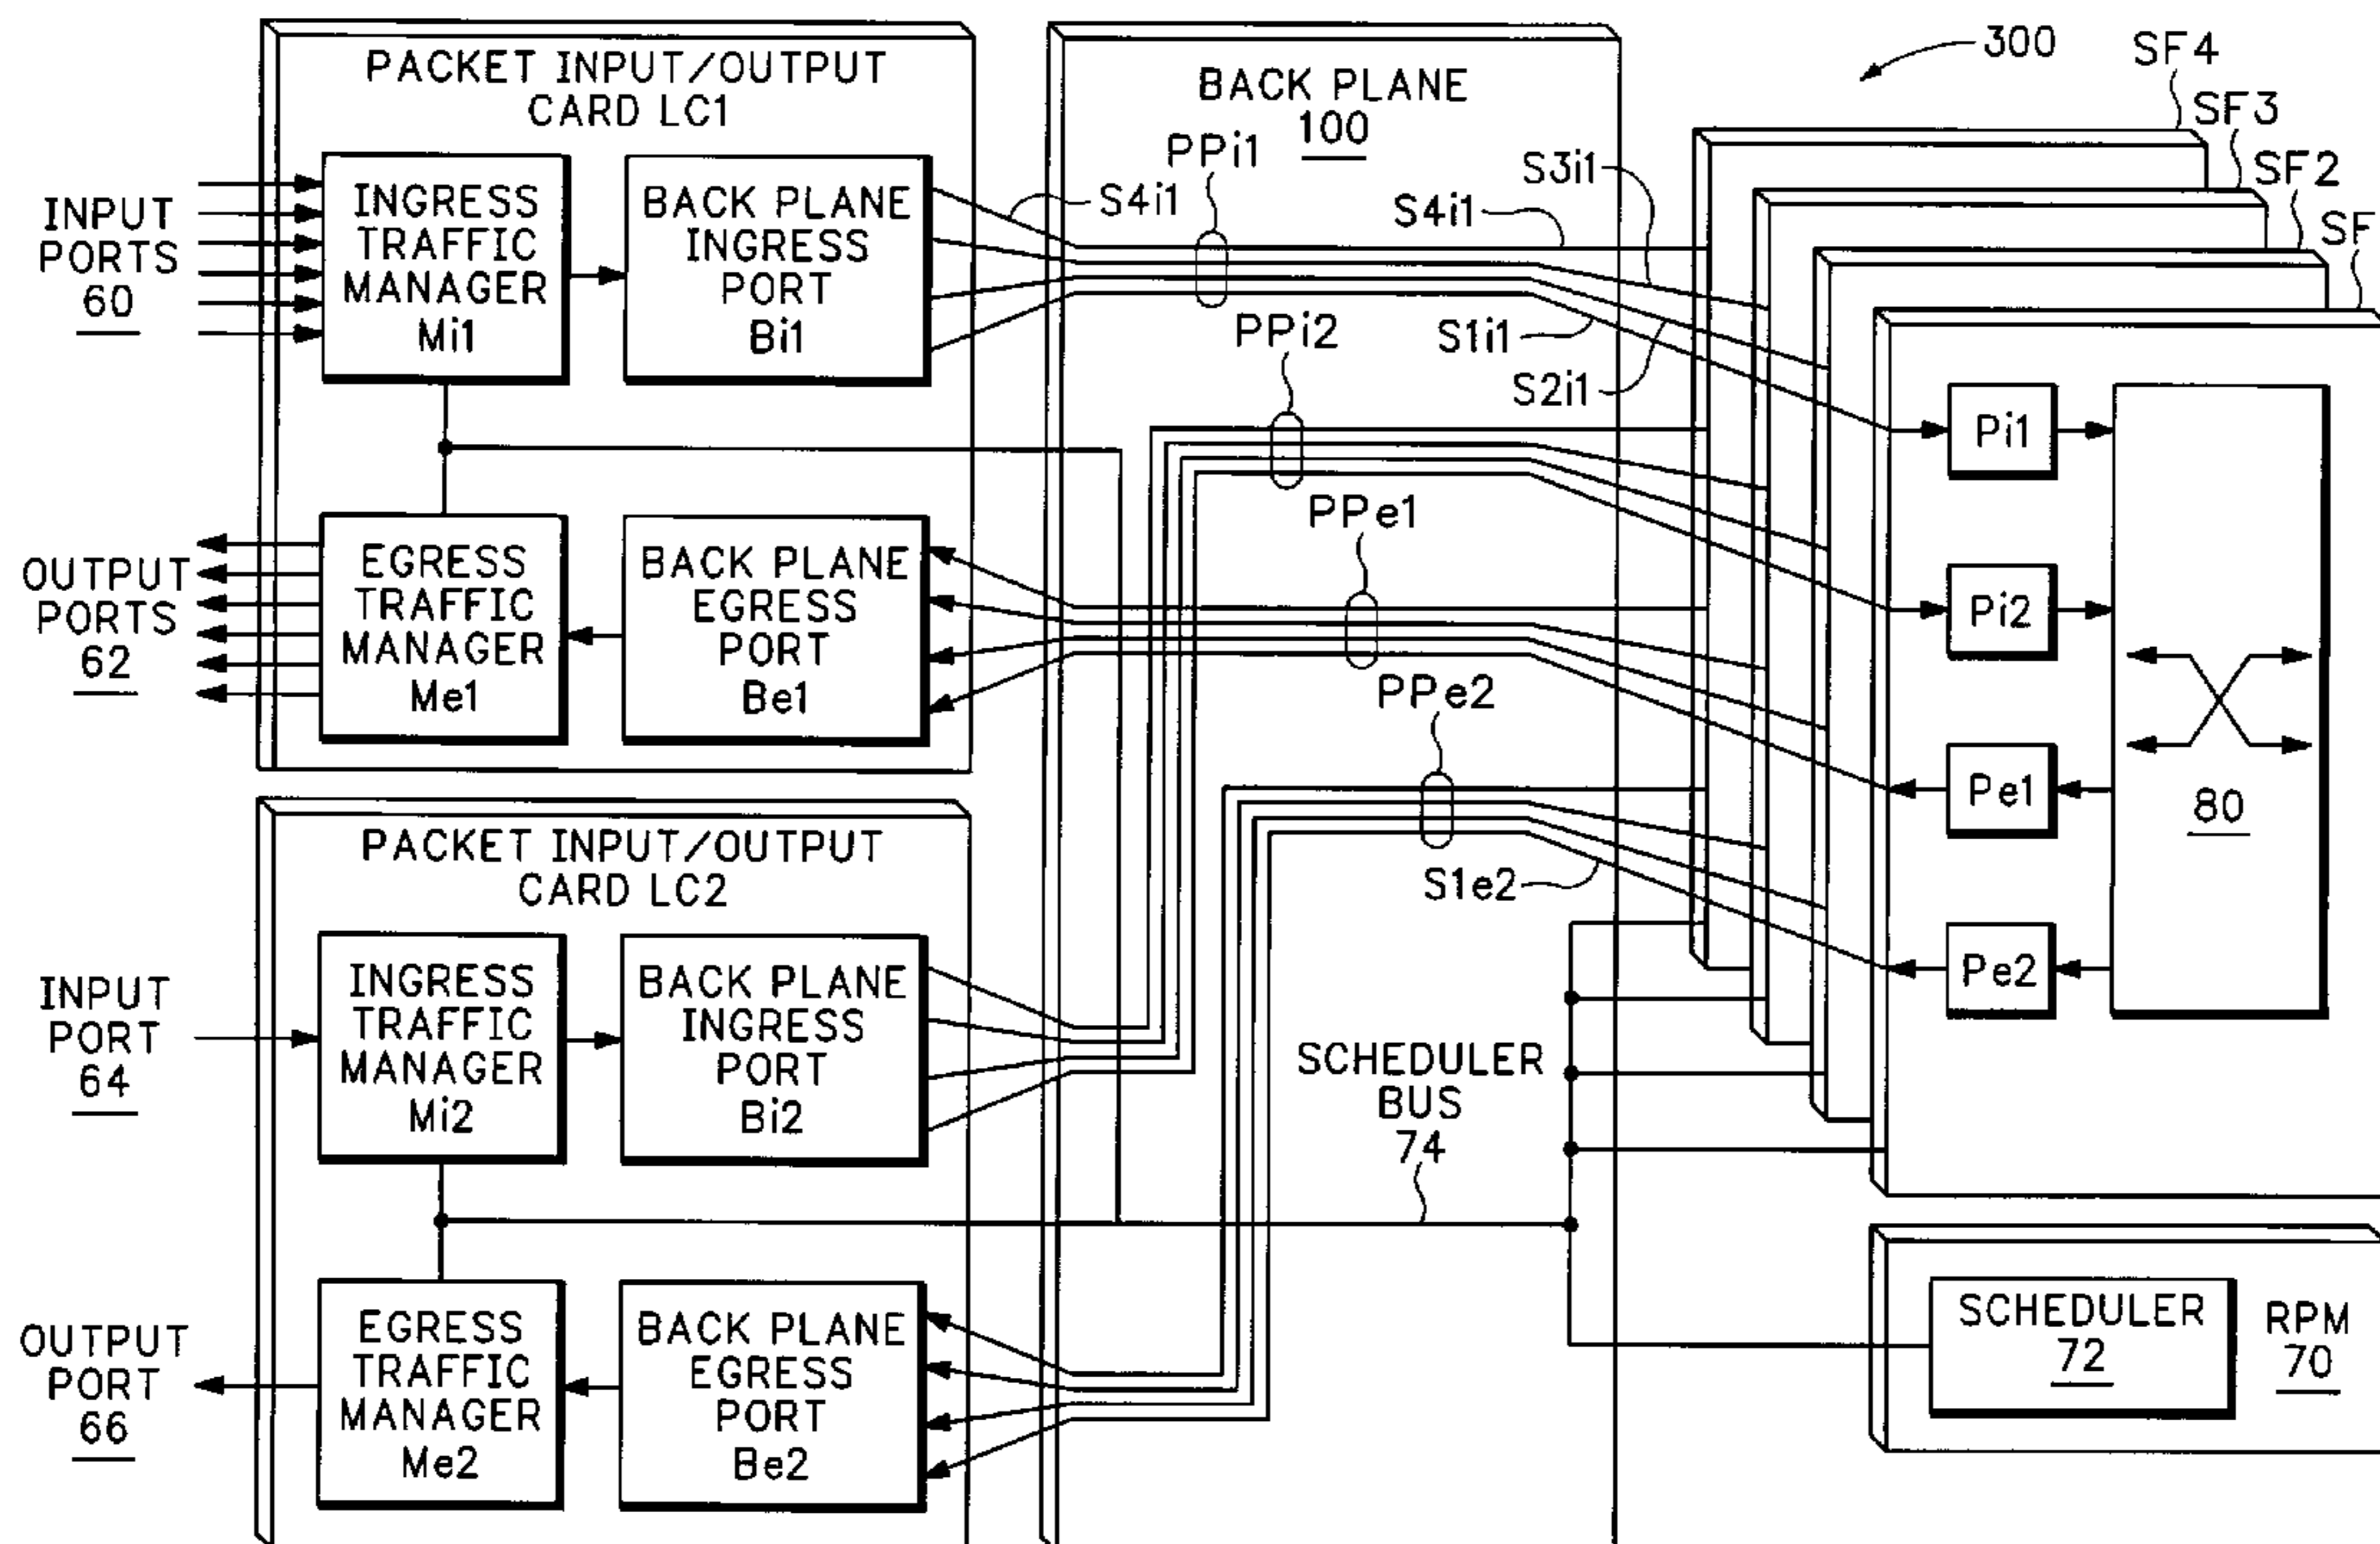 PACKET INPUT/OUTPUT
CARD LC1
INPUT
PORTS
60
INGRESS
TRAFFIC
MANAGER
Mi1
BACK PLANE
INGRESS
PORT
Bi1
OUTPUT
PORTS
62
EGRESS
TRAFFIC
MANAGER
Me1
BACK PLANE
EGRESS
PORT
Be1
PACKET INPUT/OUTPUT
CARD LC2
INPUT
PORT
64
INGRESS
TRAFFIC
MANAGER
Mi2
BACK PLANE
INGRESS
PORT
Bi2
OUTPUT
PORT
66
EGRESS
TRAFFIC
MANAGER
Me2
BACK PLANE
EGRESS
PORT
Be2
BACK PLANE
100
S4i1
PPi1
S3i1
S4i1
PPi2
S1i1
S2i1
PPe1
PPe2
S1e2
SCHEDULER
BUS
74
300
SF4
SF3
SF2
SF
Pi1
Pi2
Pe1
Pe2
80
SCHEDULER
72
RPM
70